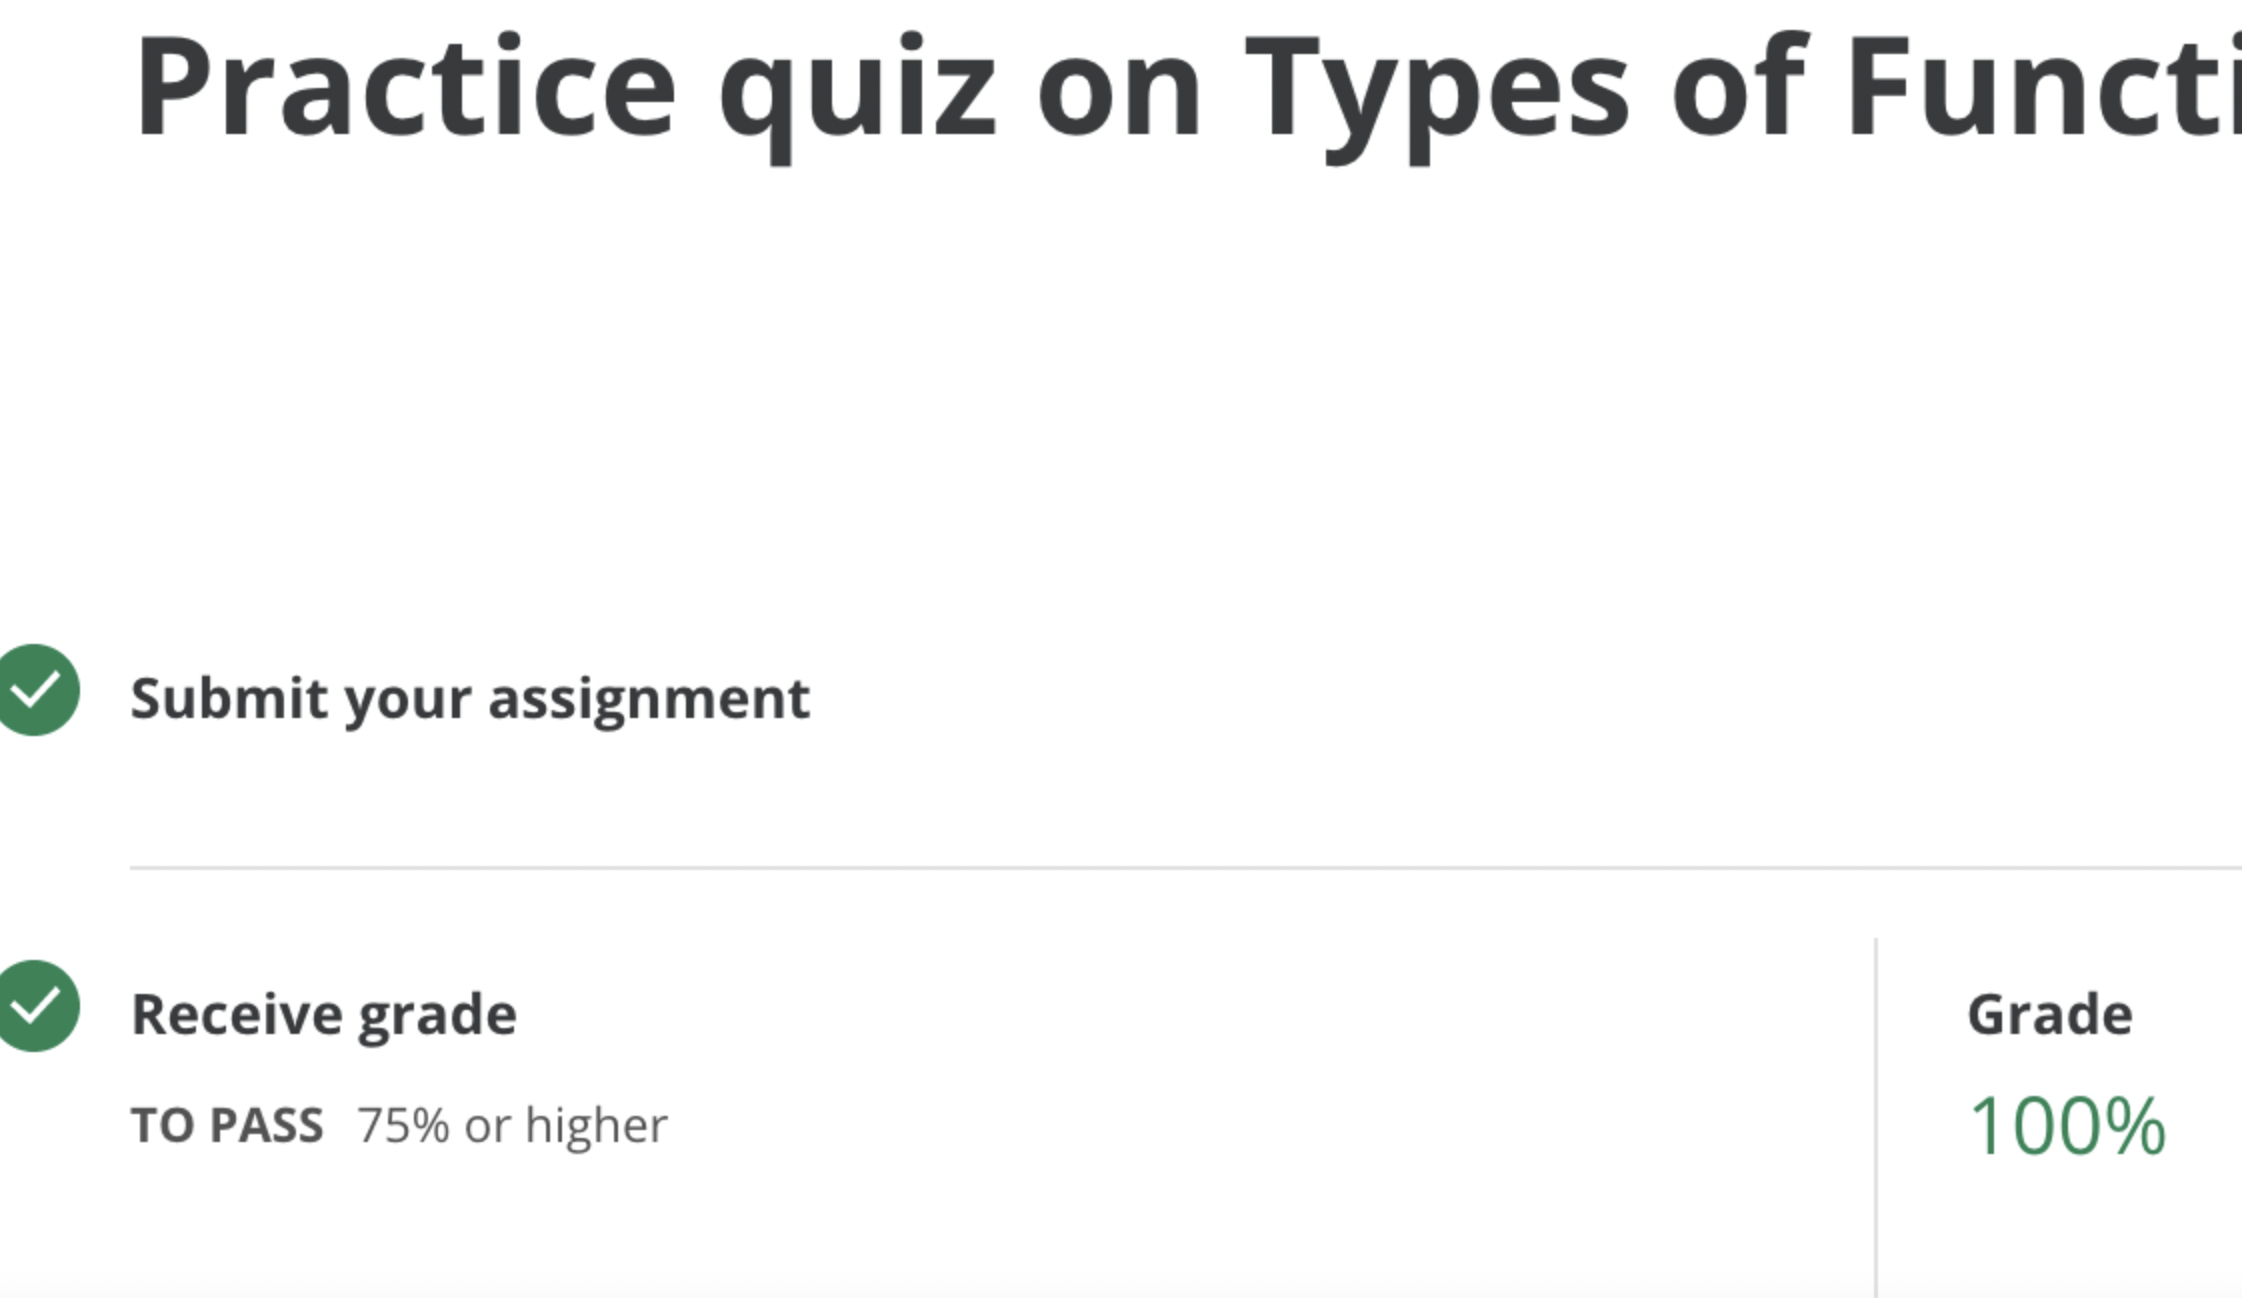 Practice quiz on Types of Functi
Submit your assignment
Receive grade
TO PASS 75% or higher
Grade
100%